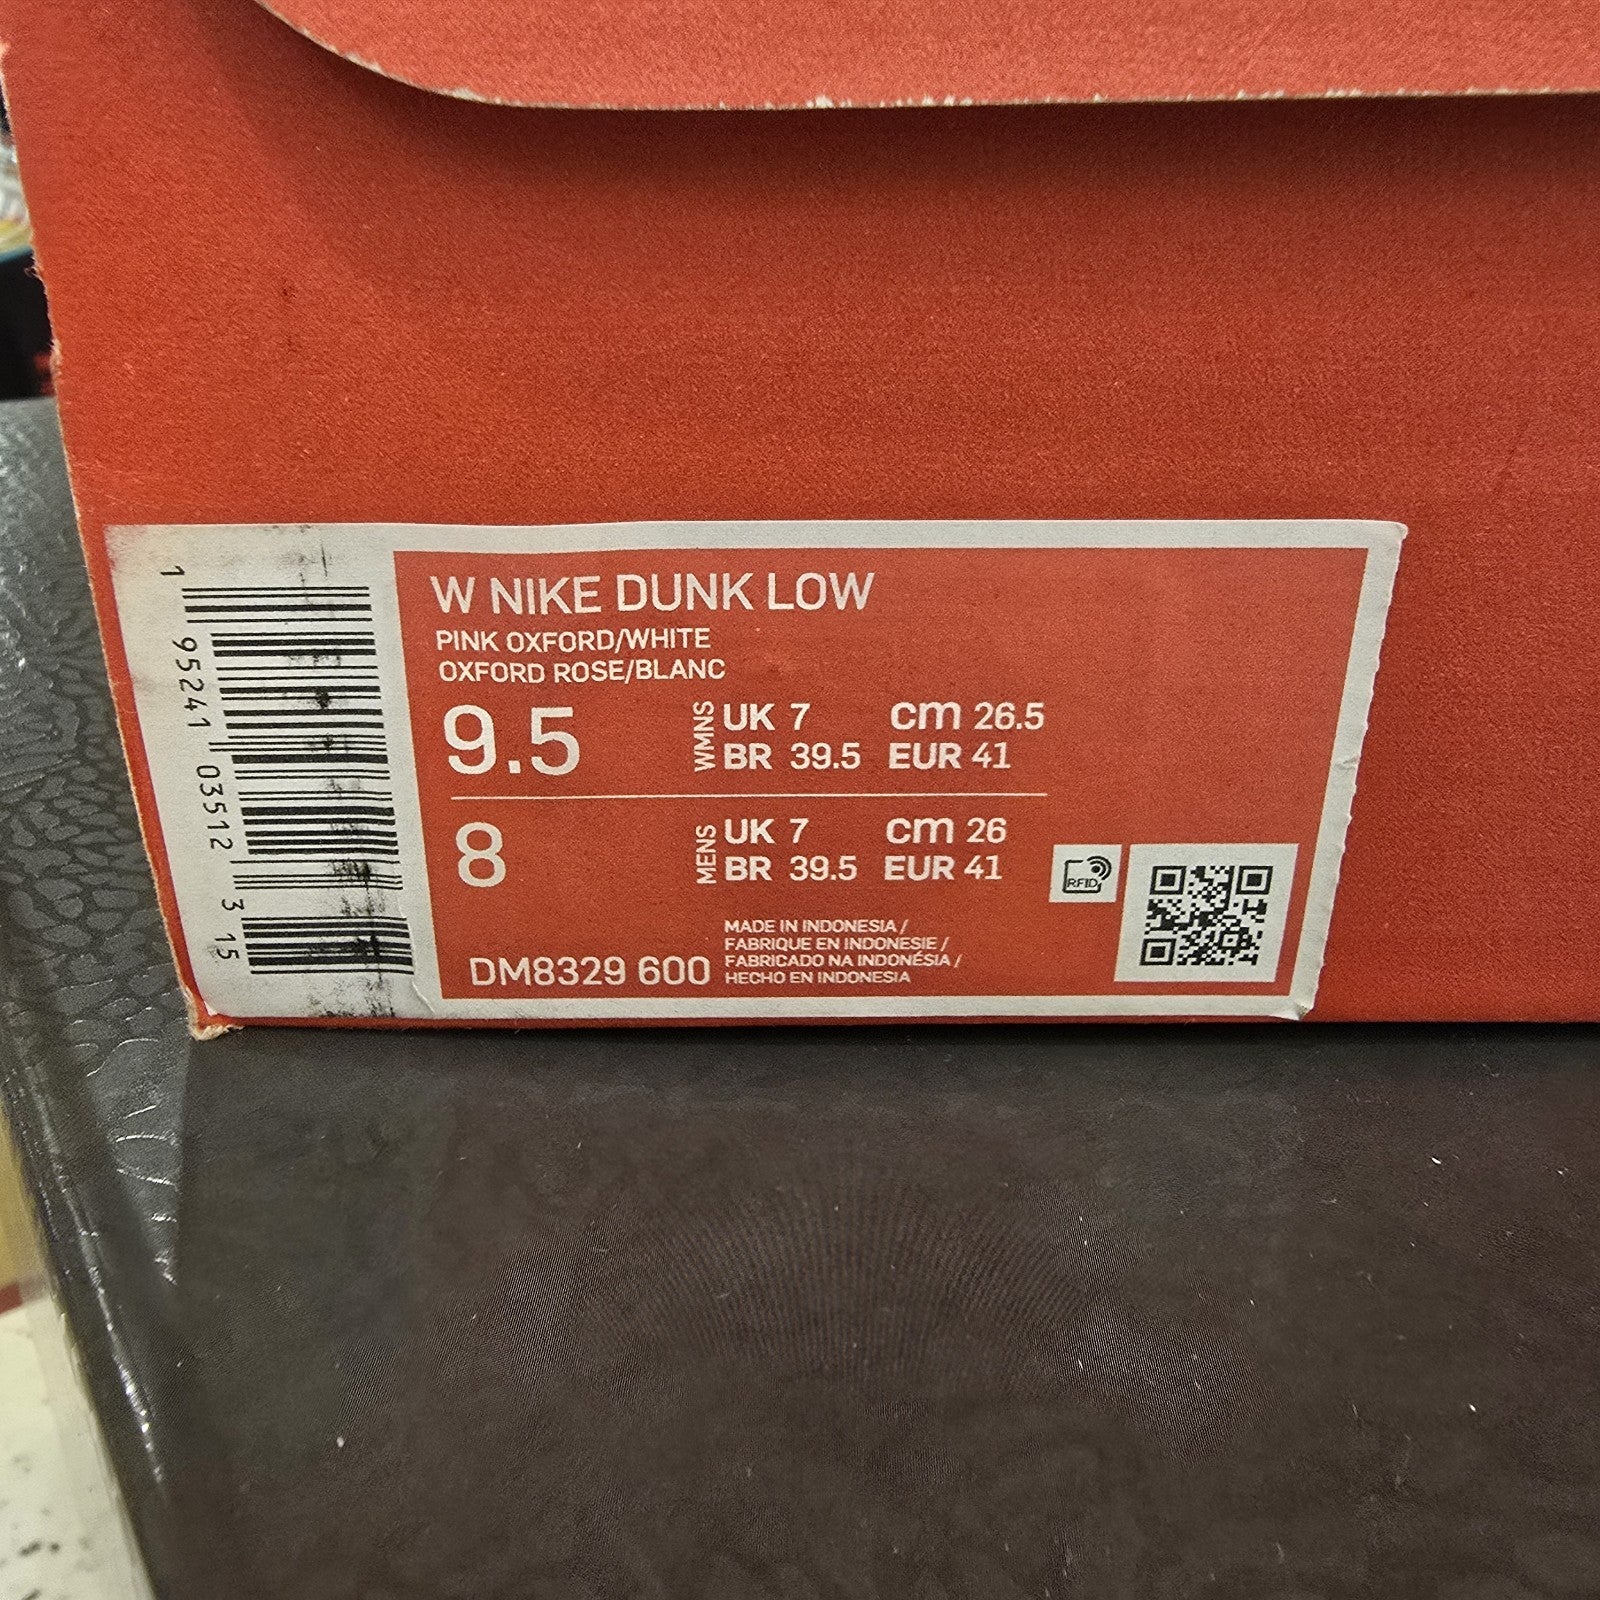 1 95241 03512 3 15
W NIKE DUNK LOW
PINK OXFORD/WHITE
OXFORD ROSE/BLANC
9.5 WMNS UK 7 cm 26.5
BR 39.5 EUR 41
8 MENS UK 7 cm 26
BR 39.5 EUR 41
RFID
MADE IN INDONESIA /
FABRIQUE EN INDONESIE /
FABRICADO NA INDONÉSIA /
DM8329 600 HECHO EN INDONESIA